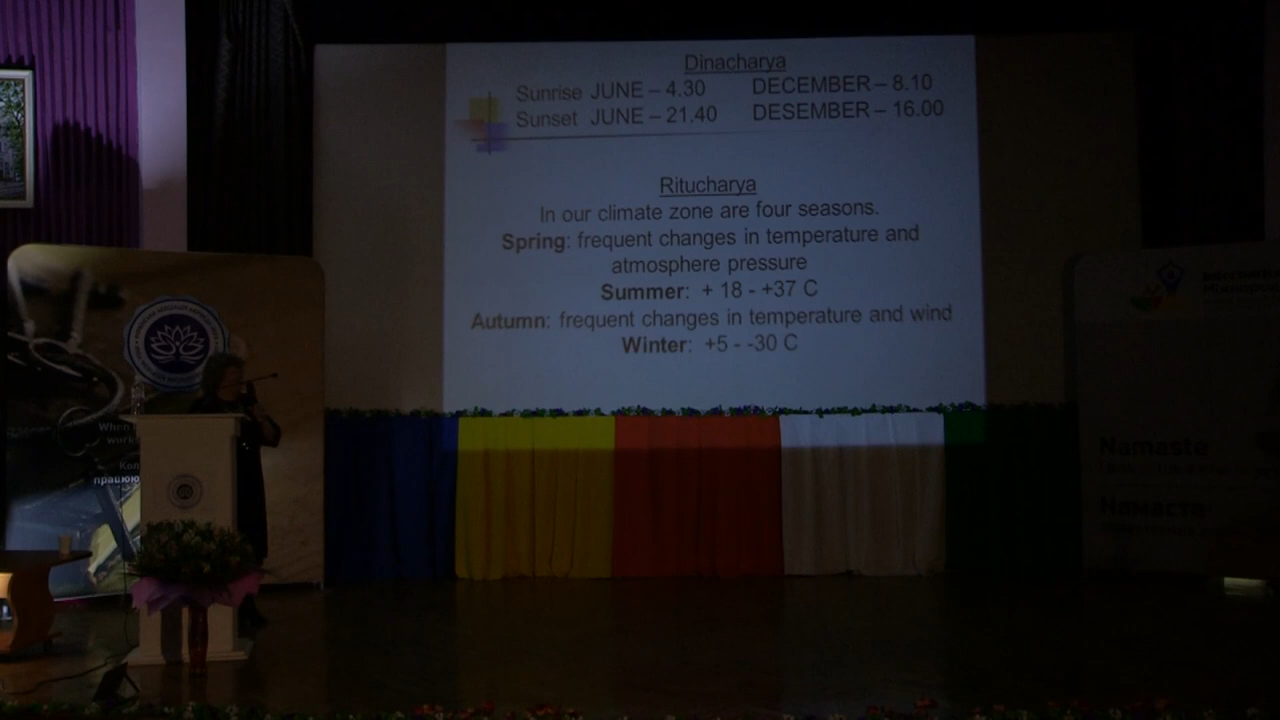 Dinacharya
Sunrise JUNE – 4.30 DECEMBER – 8.10
Sunset JUNE – 21.40 DESEMBER – 16.00
Ritucharya
In our climate zone are four seasons.
Spring: frequent changes in temperature and
atmosphere pressure
Summer: + 18 - +37 C
Autumn: frequent changes in temperature and wind
Winter: +5 - -30 C
When
Namaste
Намасте